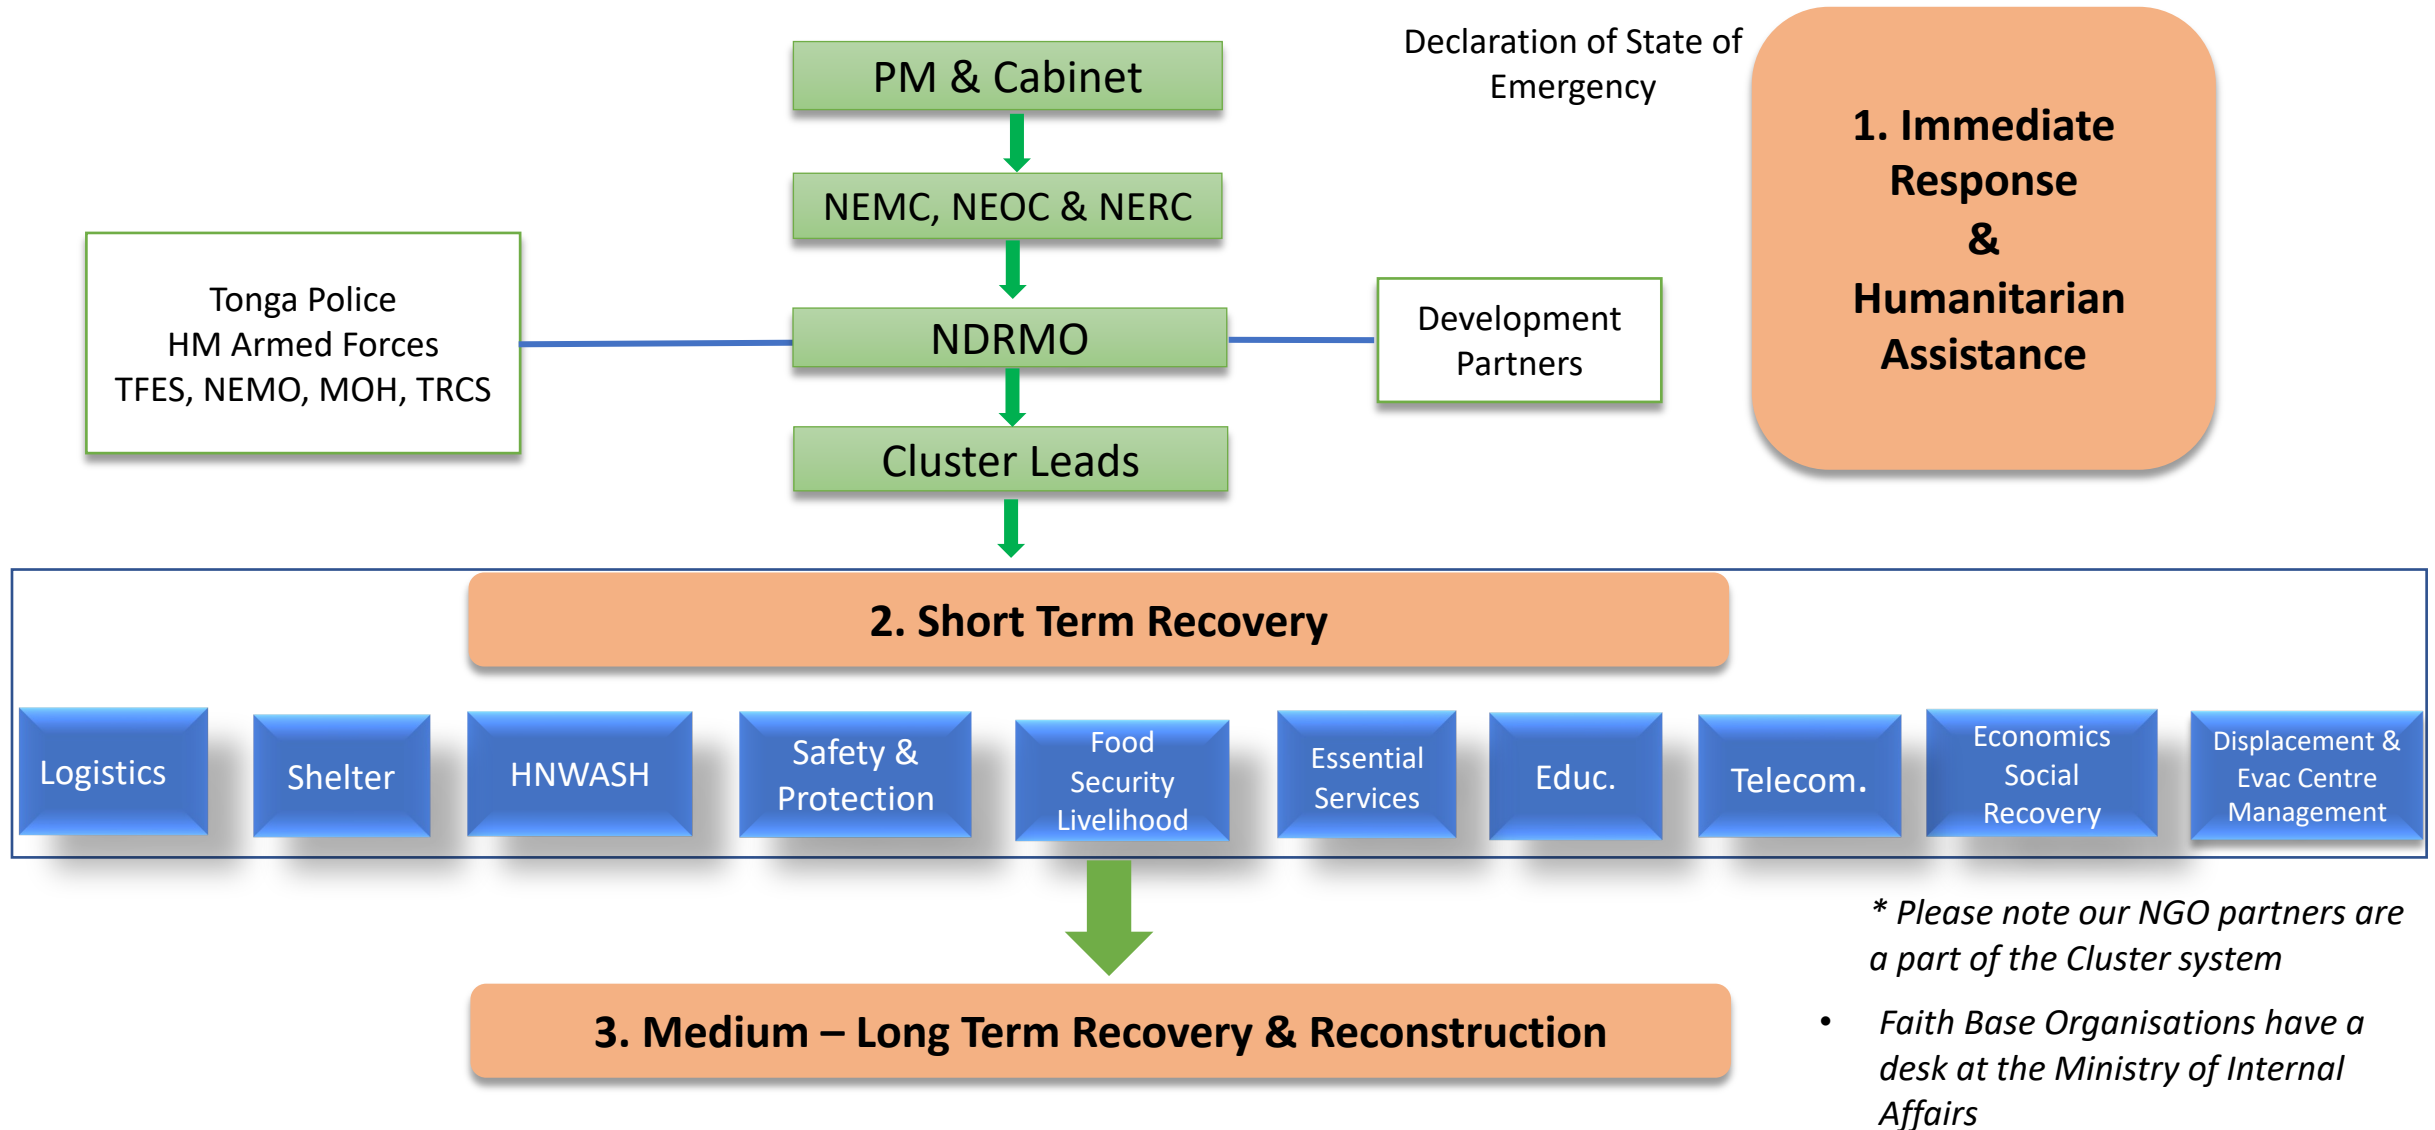 PM & Cabinet
Declaration of State of
Emergency
1. Immediate
Response
&
Humanitarian
Assistance
NEMC, NEOC & NERC
Tonga Police
HM Armed Forces
TFES, NEMO, MOH, TRCS
NDRMO
Development
Partners
Cluster Leads
2. Short Term Recovery
Logistics
Shelter
HNWASH
Safety &
Protection
Food
Security
Livelihood
Essential
Services
Educ.
Telecom.
Economics
Social
Recovery
Displacement &
Evac Centre
Management
* Please note our NGO partners are
a part of the Cluster system
3. Medium – Long Term Recovery & Reconstruction
• Faith Base Organisations have a
desk at the Ministry of Internal
Affairs